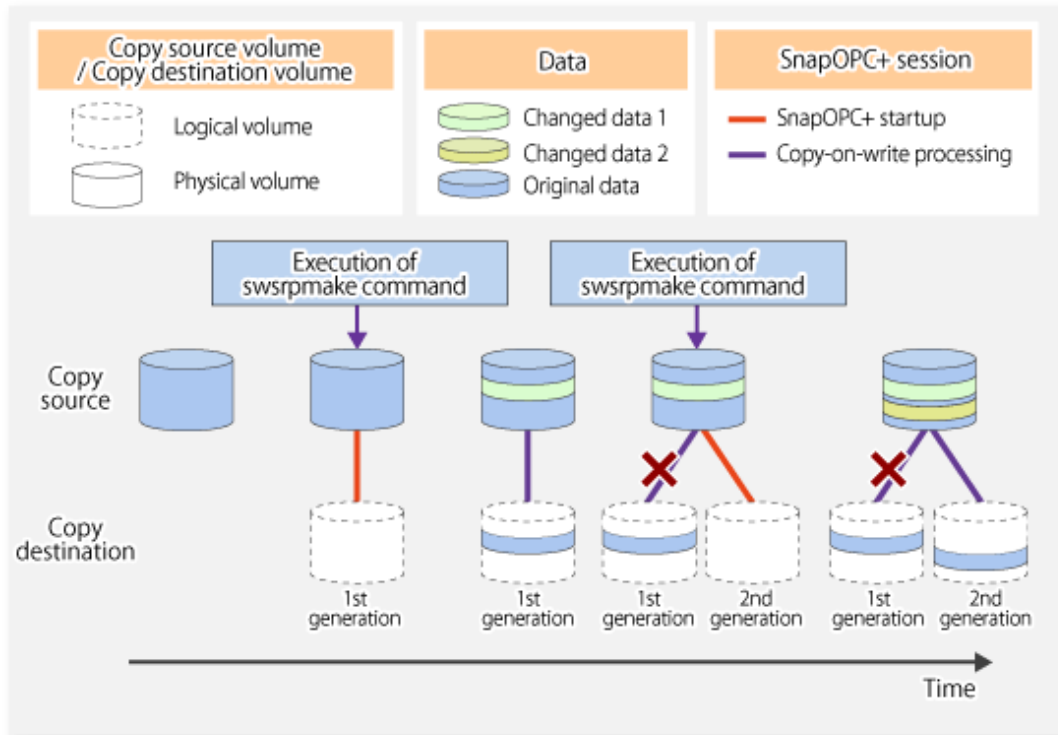 Copy source volume
/ Copy destination volume
Logical volume
Physical volume
Data
Changed data 1
Changed data 2
Original data
SnapOPC+ session
SnapOPC+ startup
Copy-on-write processing
Execution of
swsrpmake command
Execution of
swsrpmake command
Copy
source
Copy
destination
1st
generation
1st
generation
1st
generation
2nd
generation
1st
generation
2nd
generation
Time